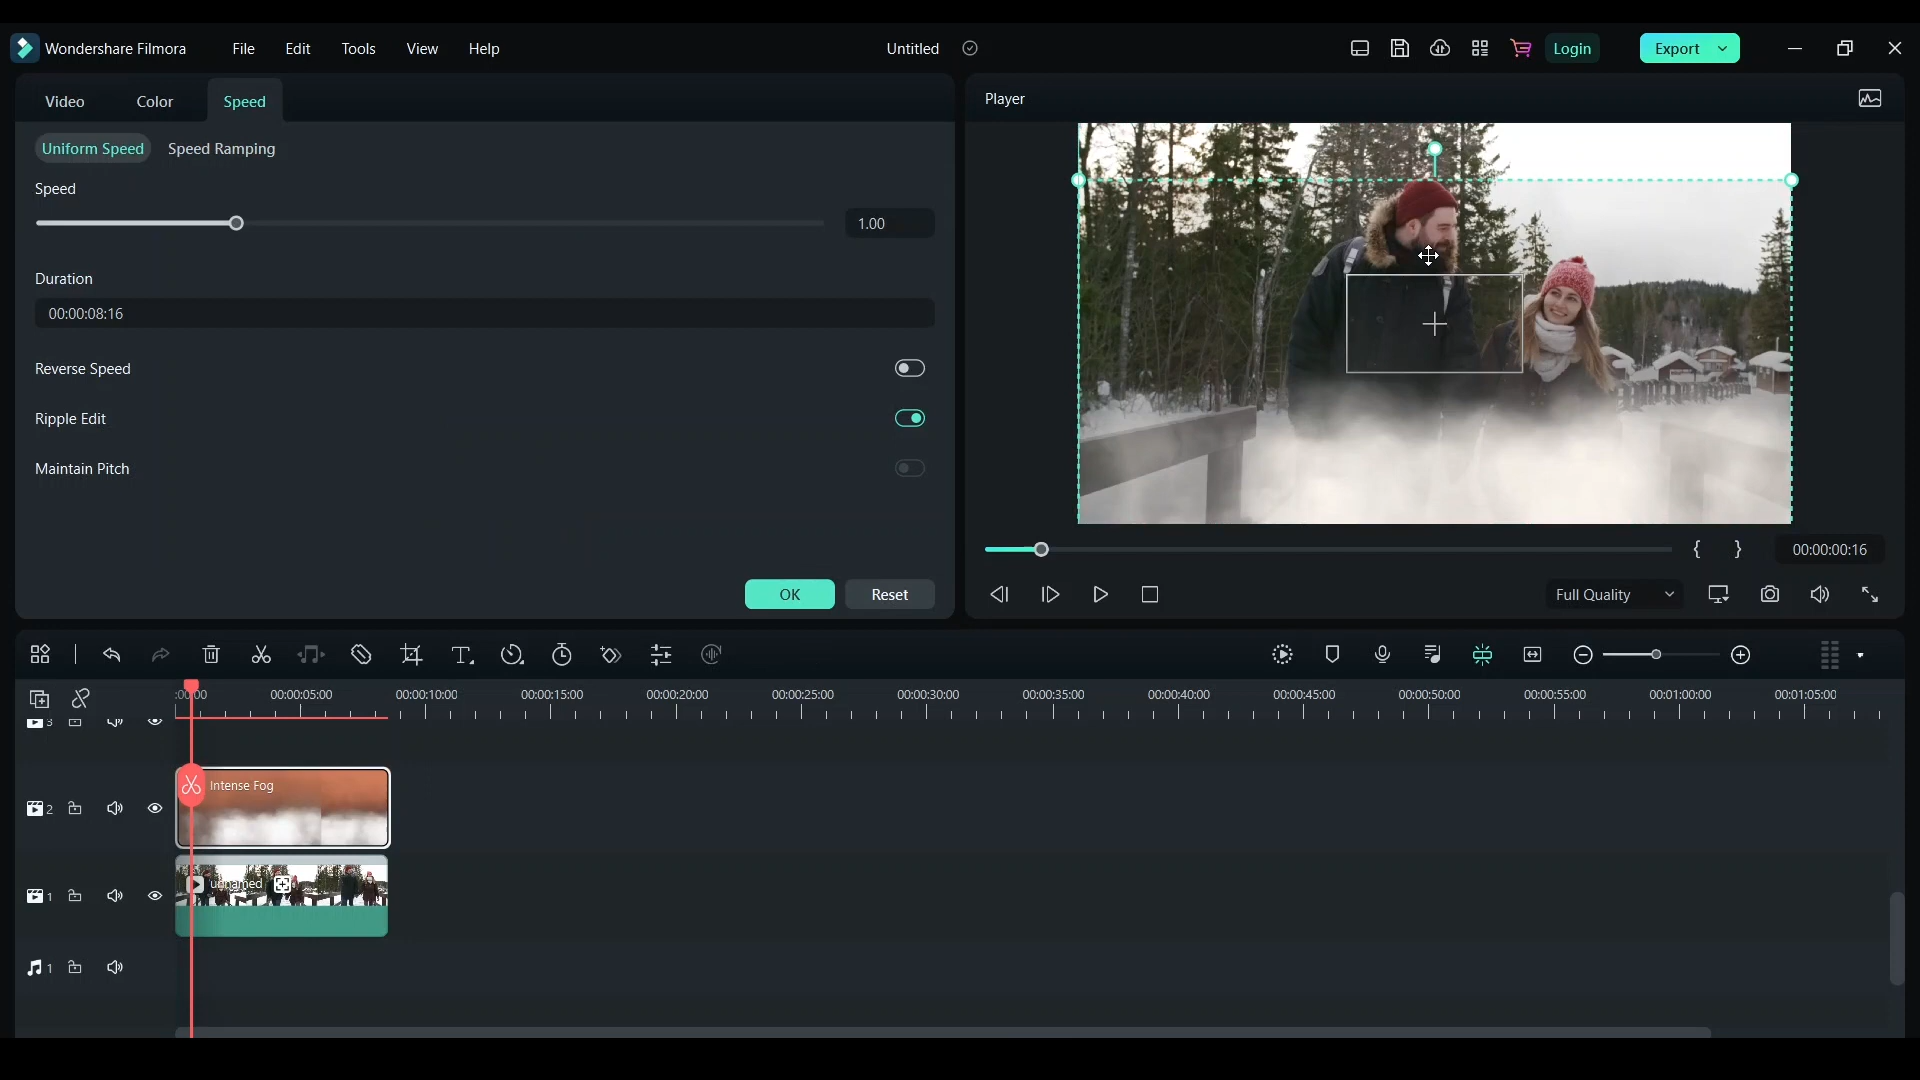 Wondershare Filmora File Edit Tools View Help Untitled Login Export
Video Color Speed
Player
Uniform Speed Speed Ramping
Speed
1.00
Duration
00:00:08:16
Reverse Speed
Ripple Edit
Maintain Pitch
OK Reset
{ } 00:00:00:16
Full Quality
:00:00 00:00:05:00 00:00:10:00 00:00:15:00 00:00:20:00 00:00:25:00 00:00:30:00 00:00:35:00 00:00:40:00 00:00:45:00 00:00:50:00 00:00:55:00 00:01:00:00 00:01:05:00
3
Intense Fog
2
unnamed
1
1